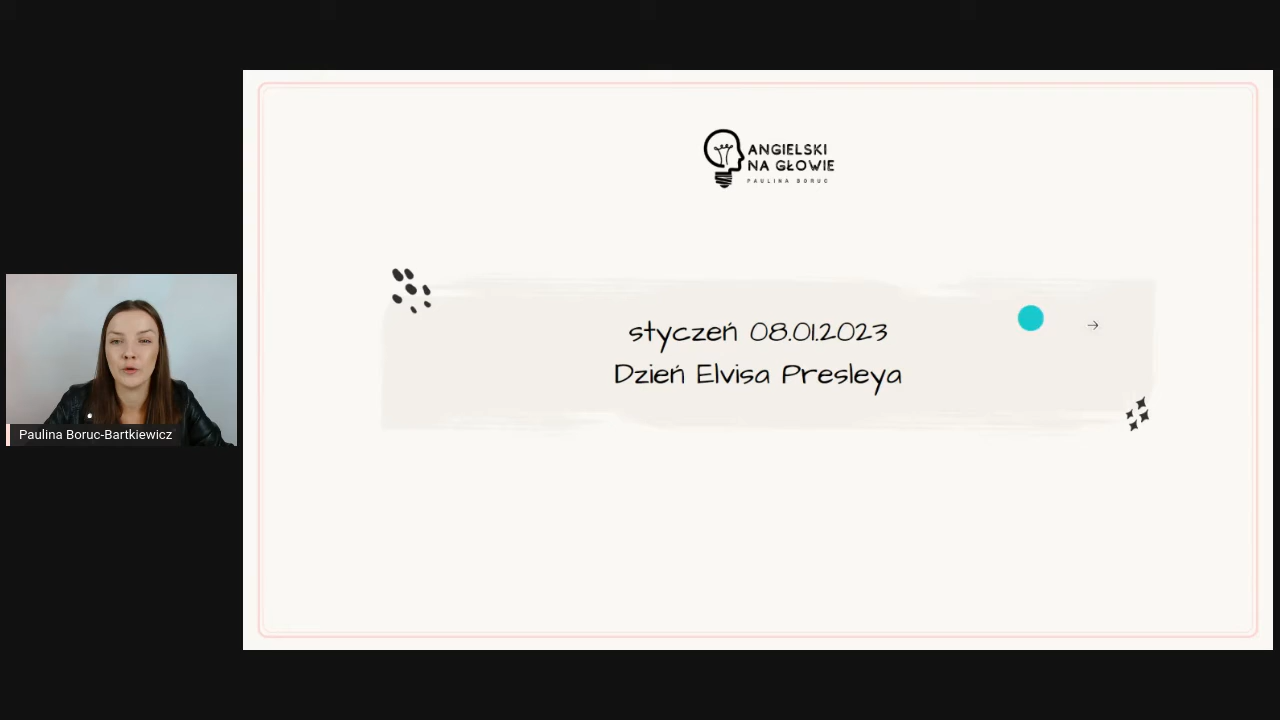 ANGIELSKI
NA GŁOWIE
PAULINA BORUC
styczeń 08.01.2023
Dzień Elvisa Presleya
Paulina Boruc-Bartkiewicz